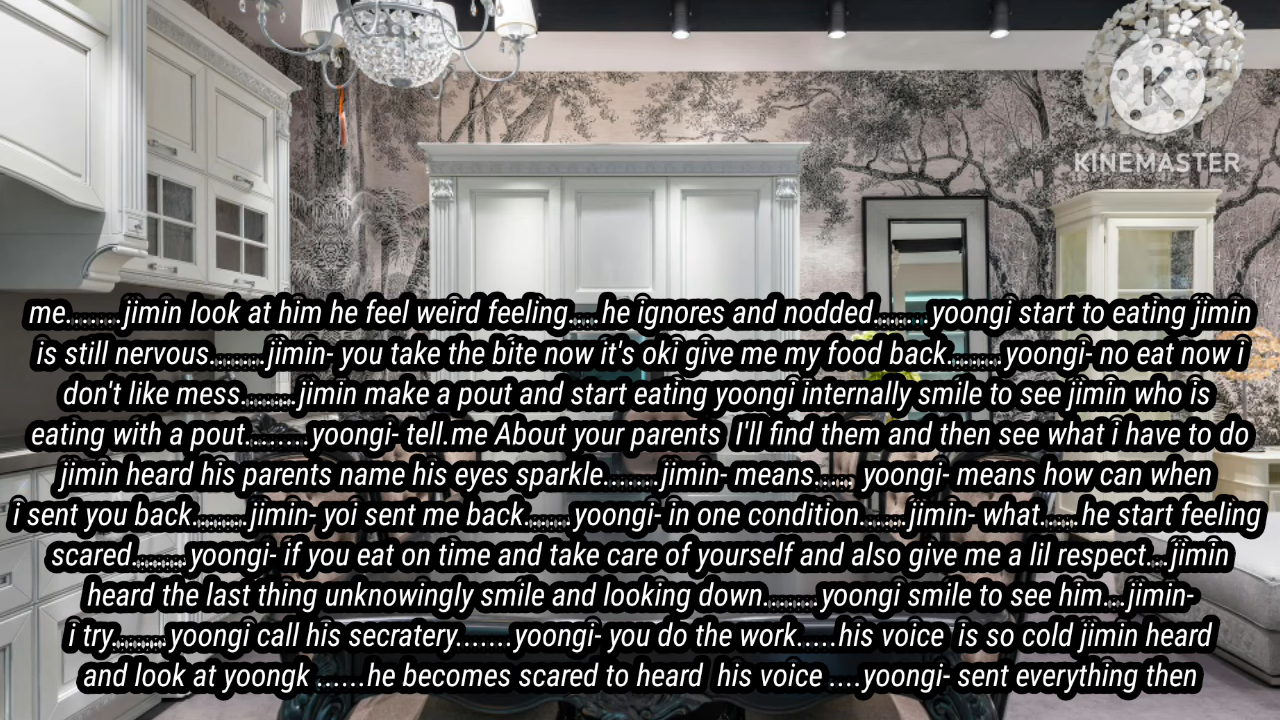 K
KINEMASTER
me.........jimin look at him he feel weird feeling.....he ignores and nodded.........yoongi start to eating jimin
is still nervous.........jimin- you take the bite now it's oki give me my food back.........yoongi- no eat now i
don't like mess.........jimin make a pout and start eating yoongi internally smile to see jimin who is
eating with a pout.........yoongi- tell.me About your parents  I'll find them and then see what i have to do
jimin heard his parents name his eyes sparkle.........jimin- means...... yoongi- means how can when
i sent you back.........jimin- yoi sent me back........yoongi- in one condition.......jimin- what......he start feeling
scared......... yoongi- if you eat on time and take care of yourself and also give me a lil respect...jimin
heard the last thing unknowingly smile and looking down.........yoongi smile to see him....jimin-
i try.........yoongi call his secratery.......yoongi- you do the work.....his voice  is so cold jimin heard
and look at yoongk ......he becomes scared to heard  his voice ....yoongi- sent everything then